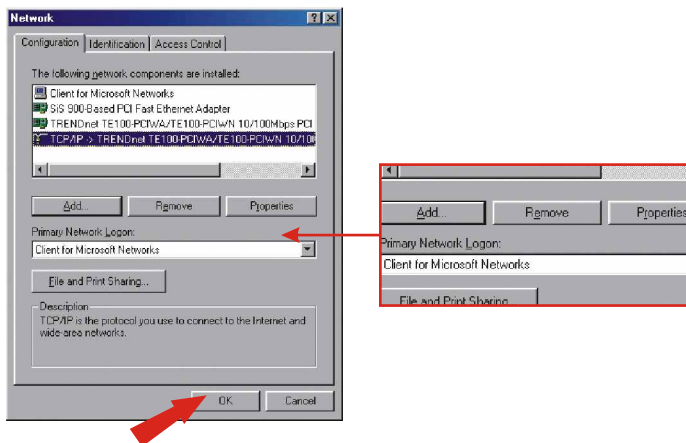 Network
Configuration Identification Access Control
The following network components are installed:
Client for Microsoft Networks
SiS 900-Based PCI Fast Ethernet Adapter
TRENDnet TE100-PCIWA/TE100-PCIWN 10/100Mbps PCI
TCP/IP -> TRENDnet TE100-PCIWA/TE100-PCIWN 10/10
Add... Remove Properties
Primary Network Logon:
Client for Microsoft Networks
File and Print Sharing...
Description
TCP/IP is the protocol you use to connect to the Internet and
wide-area networks.
OK Cancel
Add... Remove Properties
Primary Network Logon:
Client for Microsoft Networks
File and Print Sharing